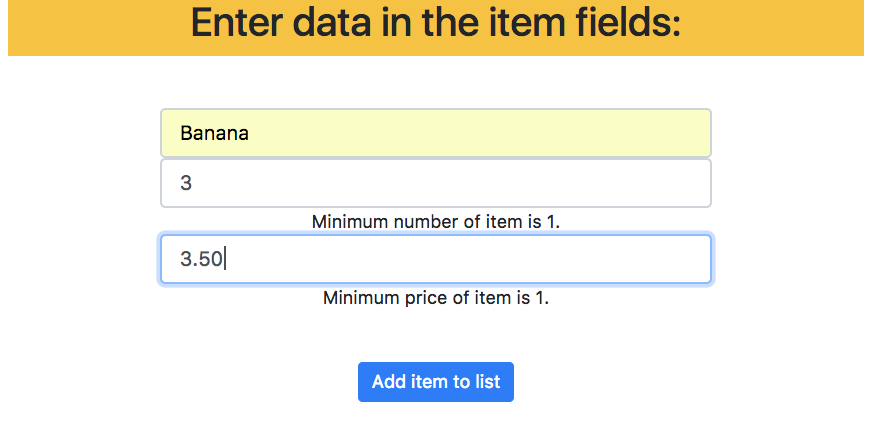 Enter data in the item fields:
Banana
3
Minimum number of item is 1.
3.50
Minimum price of item is 1.
Add item to list